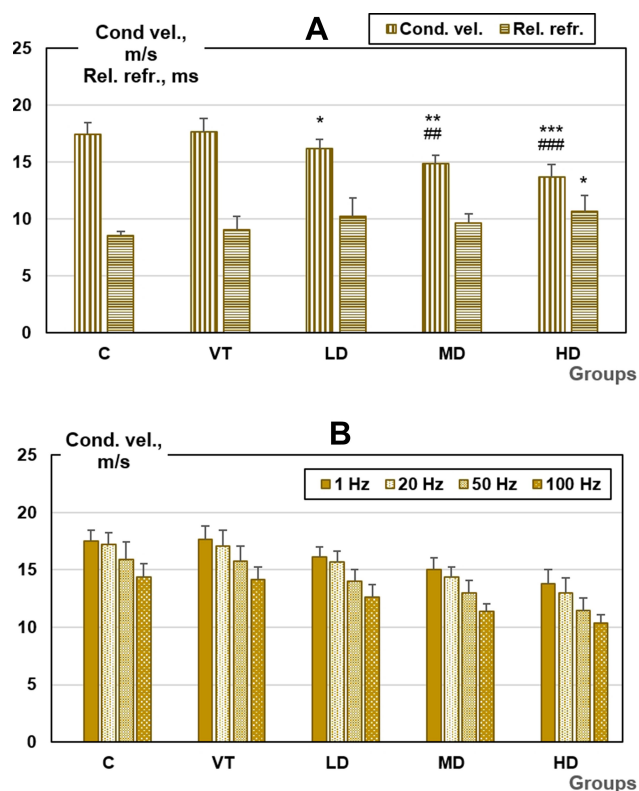 Cond vel.,
m/s
Rel. refr., ms
A
Cond. vel. Rel. refr.
25
20
15
10
5
0
*
**
##
***
###
*
C VT LD MD HD
Groups
B
Cond. vel.,
m/s
1 Hz 20 Hz 50 Hz 100 Hz
25
20
15
10
5
0
C VT LD MD HD
Groups